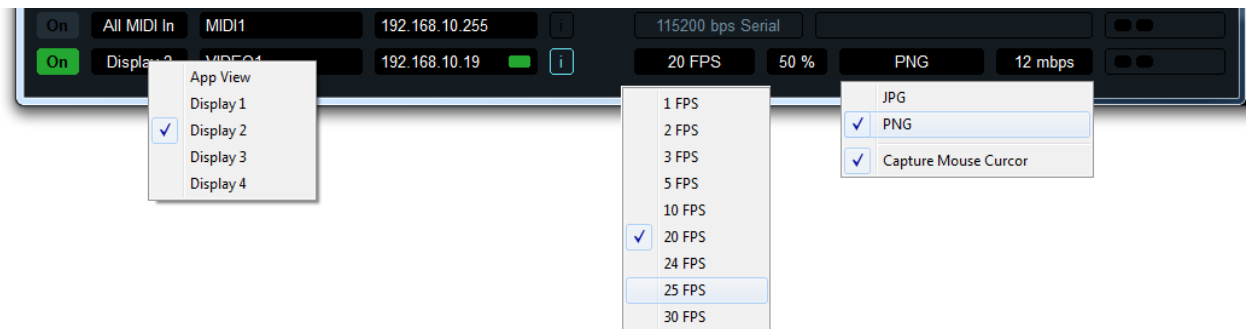 On All MIDI In MIDI1 192.168.10.255 i 115200 bps Serial
On Display 2 VIDEO1 192.168.10.19 i 20 FPS 50 % PNG 12 mbps
App View
Display 1
Display 2
Display 3
Display 4
1 FPS
2 FPS
3 FPS
5 FPS
10 FPS
20 FPS
24 FPS
25 FPS
30 FPS
JPG
PNG
Capture Mouse Curcor